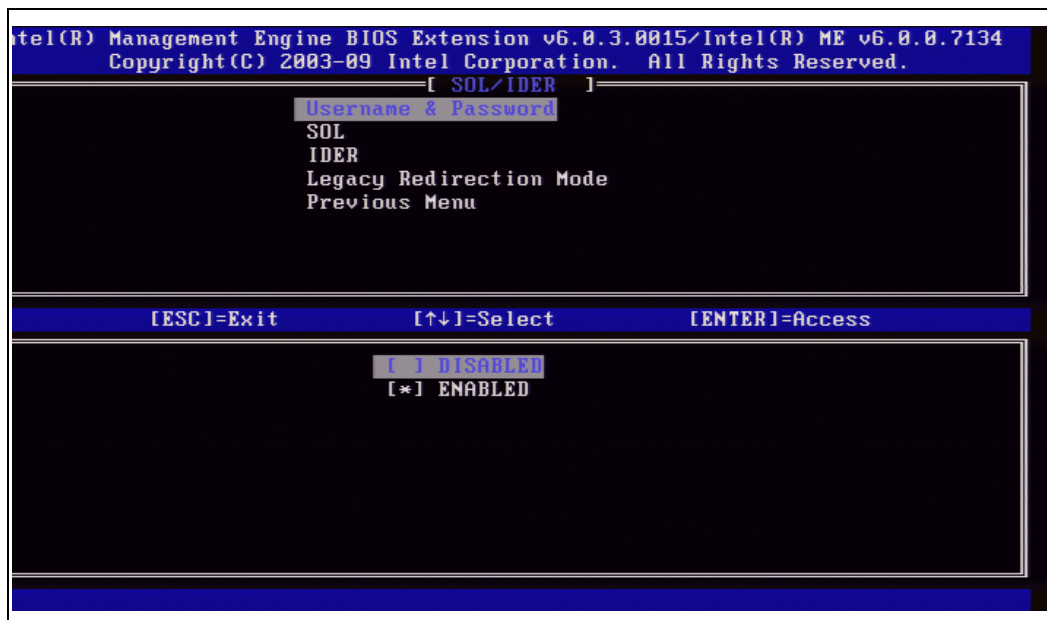 ntel(R) Management Engine BIOS Extension v6.0.3.0015/Intel(R) ME v6.0.0.7134
Copyright(C) 2003-09 Intel Corporation. All Rights Reserved.
[ SOL/IDER ]
Username & Password
SOL
IDER
Legacy Redirection Mode
Previous Menu
[ESC]=Exit [↑↓]=Select [ENTER]=Access
[ ] DISABLED
[*] ENABLED